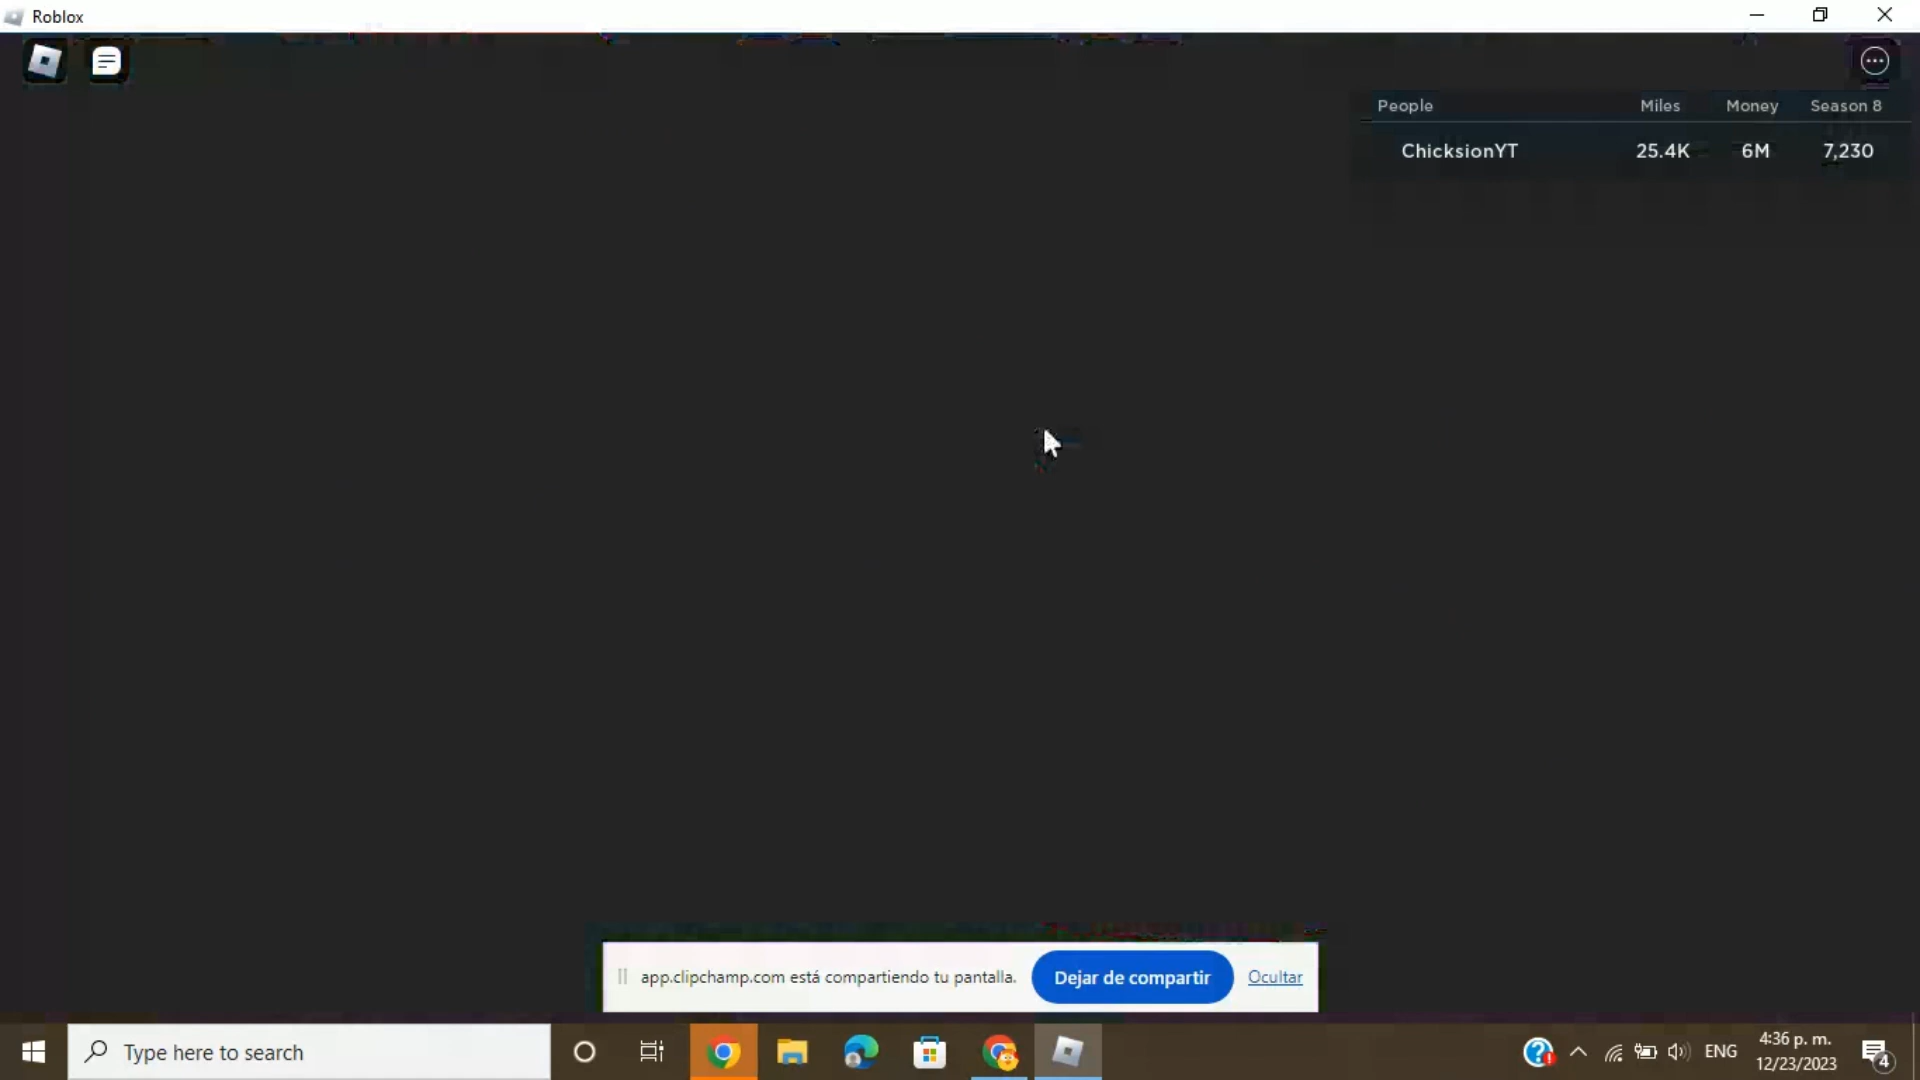 Roblox
People Miles Money Season 8
ChicksionYT 25.4K 6M 7,230
app.clipchamp.com está compartiendo tu pantalla. Dejar de compartir Ocultar
Type here to search
ENG
4:36 p. m.
12/23/2023
4